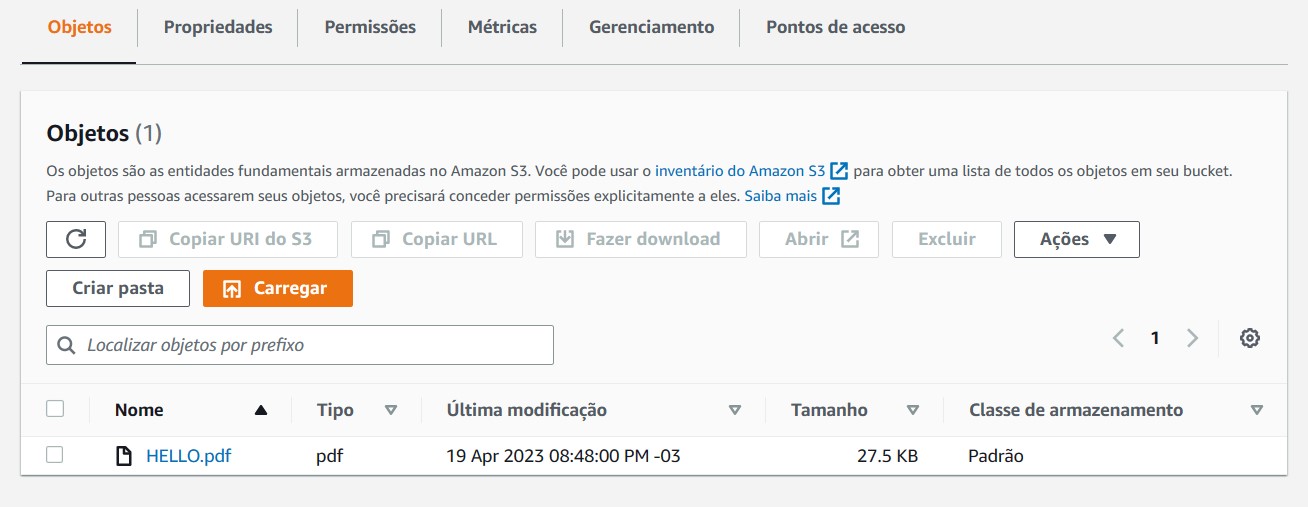 Objetos Propriedades Permissões Métricas Gerenciamento Pontos de acesso
Objetos (1)
Os objetos são as entidades fundamentais armazenadas no Amazon S3. Você pode usar o inventário do Amazon S3 para obter uma lista de todos os objetos em seu bucket.
Para outras pessoas acessarem seus objetos, você precisará conceder permissões explicitamente a eles. Saiba mais
Copiar URI do S3 Copiar URL Fazer download Abrir Excluir Ações
Criar pasta Carregar
Localizar objetos por prefixo 1
Nome Tipo Última modificação Tamanho Classe de armazenamento
HELLO.pdf pdf 19 Apr 2023 08:48:00 PM -03 27.5 KB Padrão